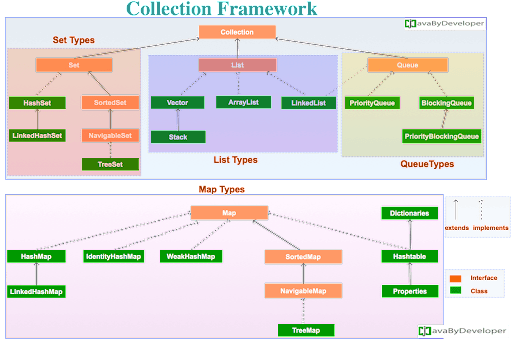 Collection Framework
JavaByDeveloper
Set Types
Collection
Set
List
Queue
HashSet
SortedSet
Vector
ArrayList
LinkedList
PriorityQueue
BlockingQueue
LinkedHashSet
NavigableSet
Stack
PriorityBlockingQueue
TreeSet
List Types
QueueTypes
Map Types
Map
Dictionaries
extends
implements
HashMap
IdentityHashMap
WeakHashMap
SortedMap
Hashtable
Interface
Class
LinkedHashMap
NavigableMap
Properties
TreeMap
JavaByDeveloper